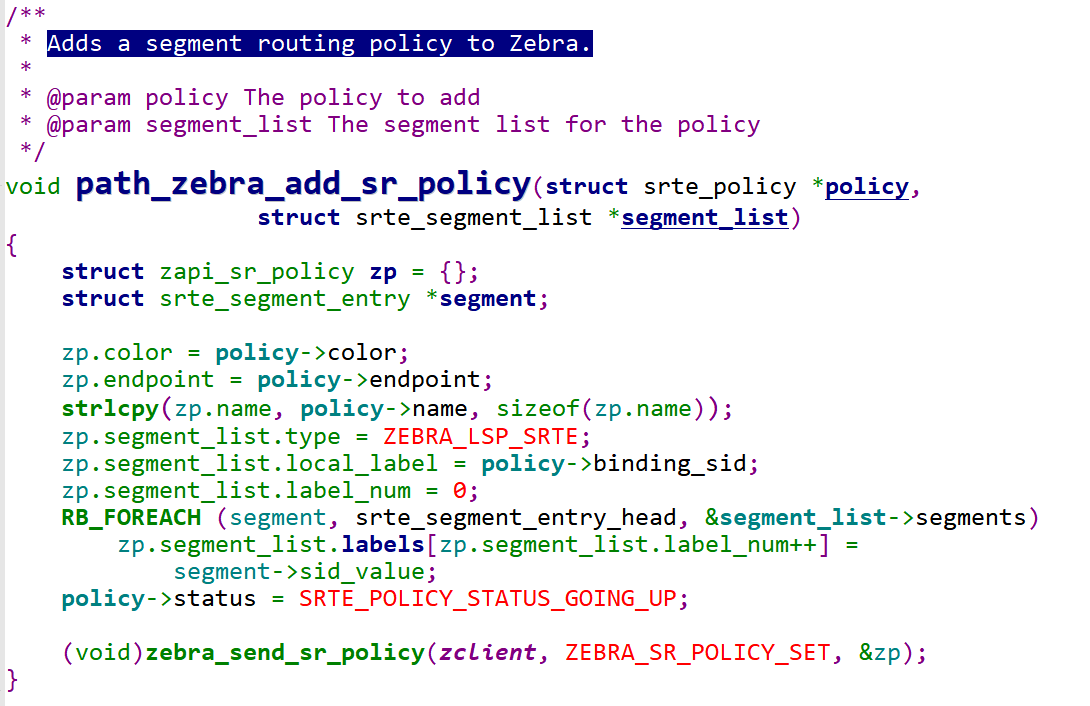 /**
 * Adds a segment routing policy to Zebra.
 *
 * @param policy The policy to add
 * @param segment_list The segment list for the policy
 */
void path_zebra_add_sr_policy(struct srte_policy *policy,
                  struct srte_segment_list *segment_list)
{
    struct zapi_sr_policy zp = {};
    struct srte_segment_entry *segment;

    zp.color = policy->color;
    zp.endpoint = policy->endpoint;
    strlcpy(zp.name, policy->name, sizeof(zp.name));
    zp.segment_list.type = ZEBRA_LSP_SRTE;
    zp.segment_list.local_label = policy->binding_sid;
    zp.segment_list.label_num = 0;
    RB_FOREACH (segment, srte_segment_entry_head, &segment_list->segments)
        zp.segment_list.labels[zp.segment_list.label_num++] =
            segment->sid_value;
    policy->status = SRTE_POLICY_STATUS_GOING_UP;

    (void)zebra_send_sr_policy(zclient, ZEBRA_SR_POLICY_SET, &zp);
}